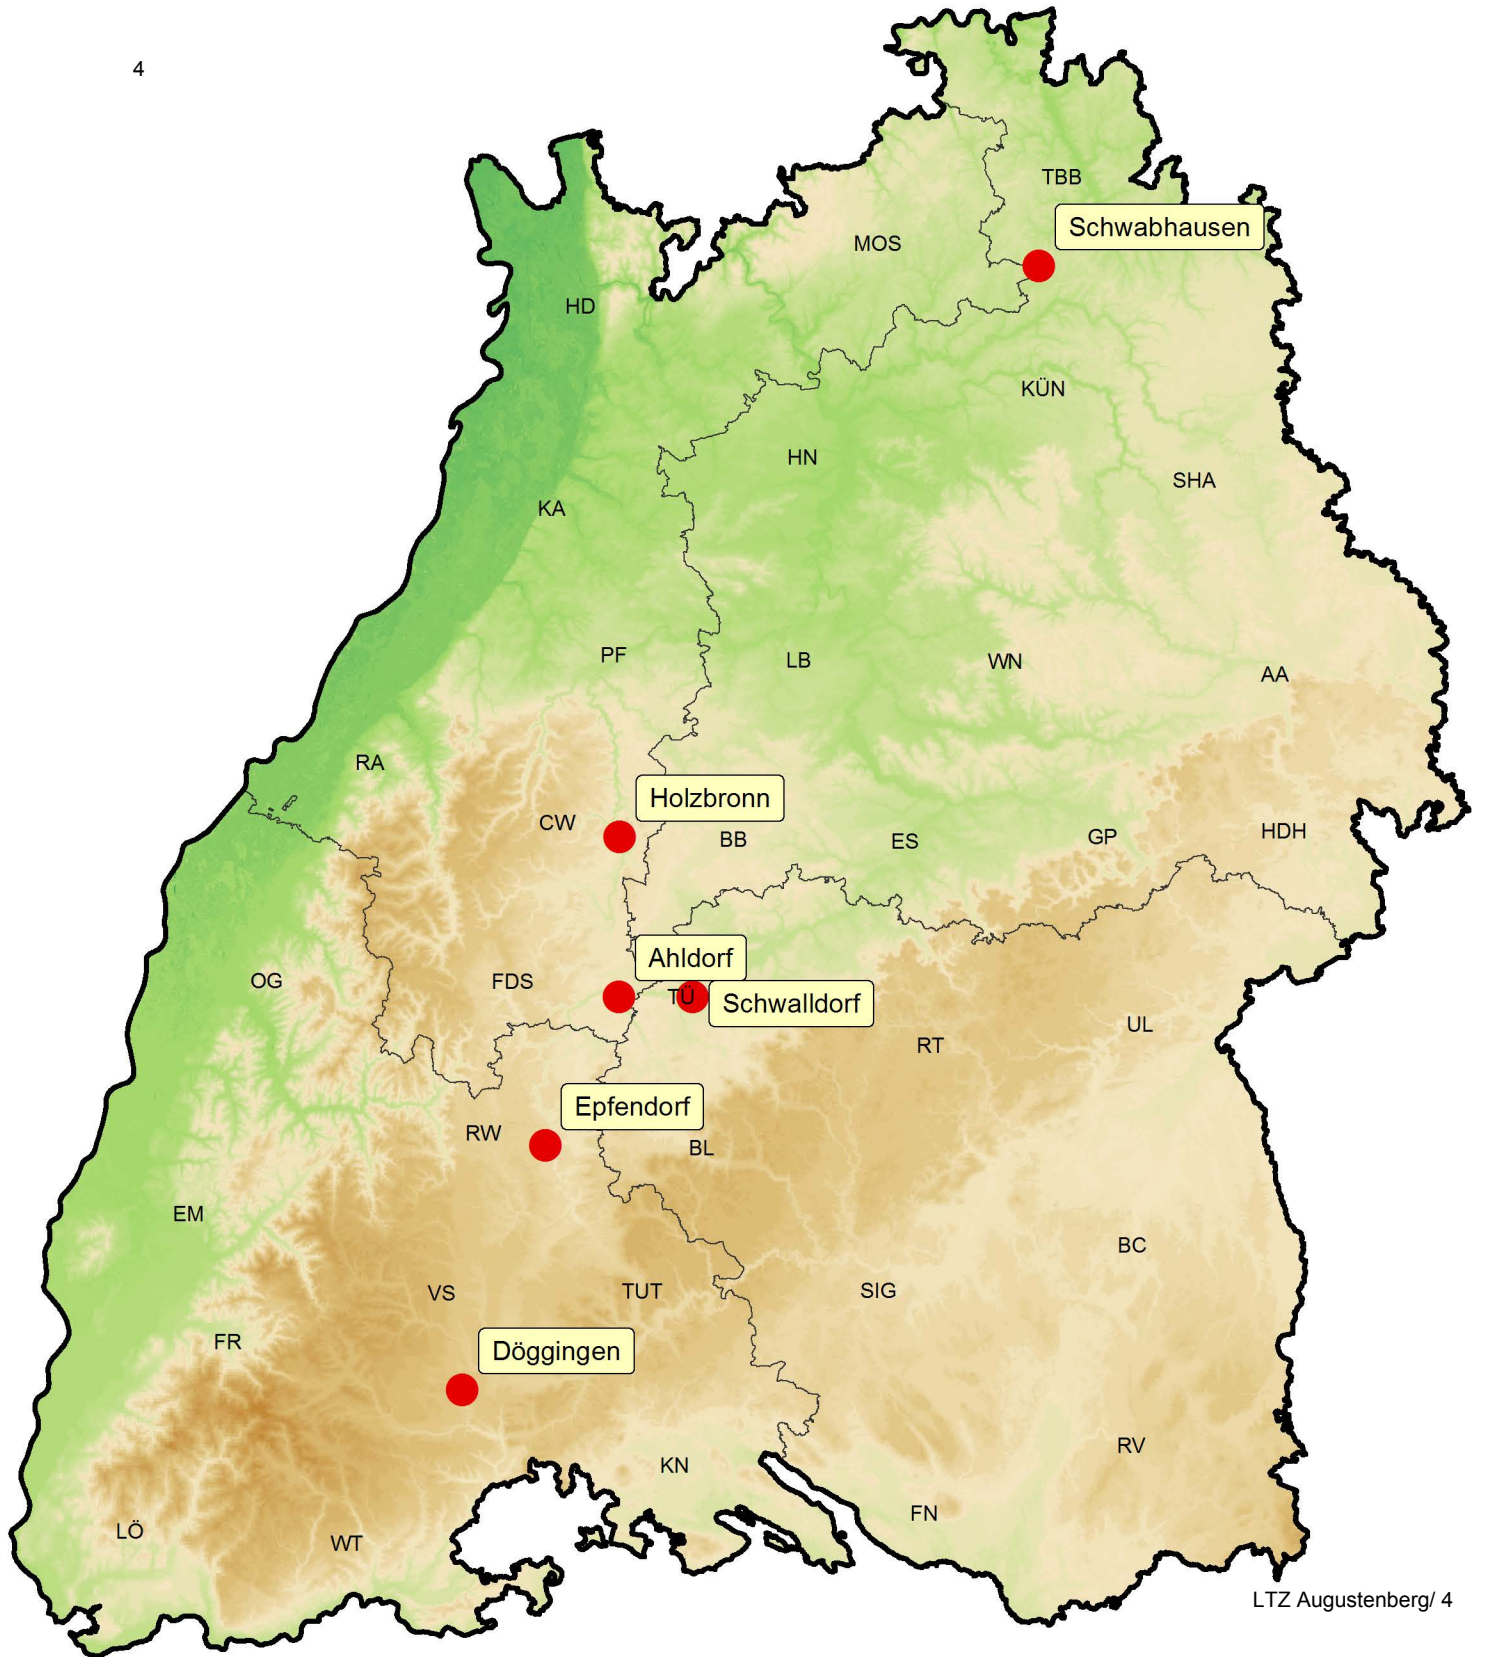 4
TBB
Schwabhausen
MOS
HD
KÜN
HN
SHA
KA
PF
LB
WN
AA
RA
Holzbronn
CW
BB
ES
GP
HDH
Ahldorf
OG
FDS
TÜ
Schwalldorf
UL
RT
Epfendorf
RW
BL
EM
BC
VS
TUT
SIG
FR
Döggingen
RV
KN
FN
LÖ
WT
LTZ Augustenberg/ 4